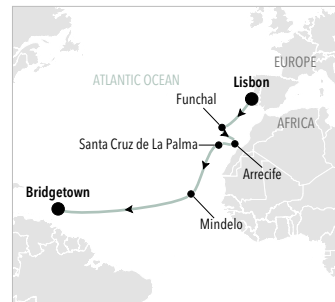 EUROPE
ATLANTIC OCEAN
Lisbon
Funchal
AFRICA
Santa Cruz de La Palma
Arrecife
Bridgetown
Mindelo